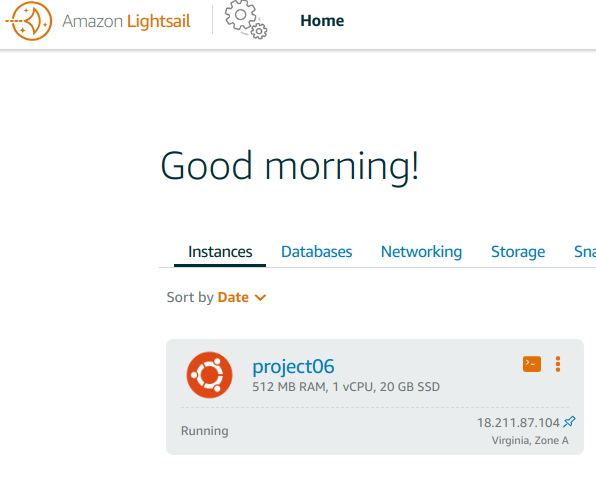 Amazon Lightsail
Home
Good morning!
Instances Databases Networking Storage Sna
Sort by Date
project06
512 MB RAM, 1 vCPU, 20 GB SSD
Running
18.211.87.104
Virginia, Zone A